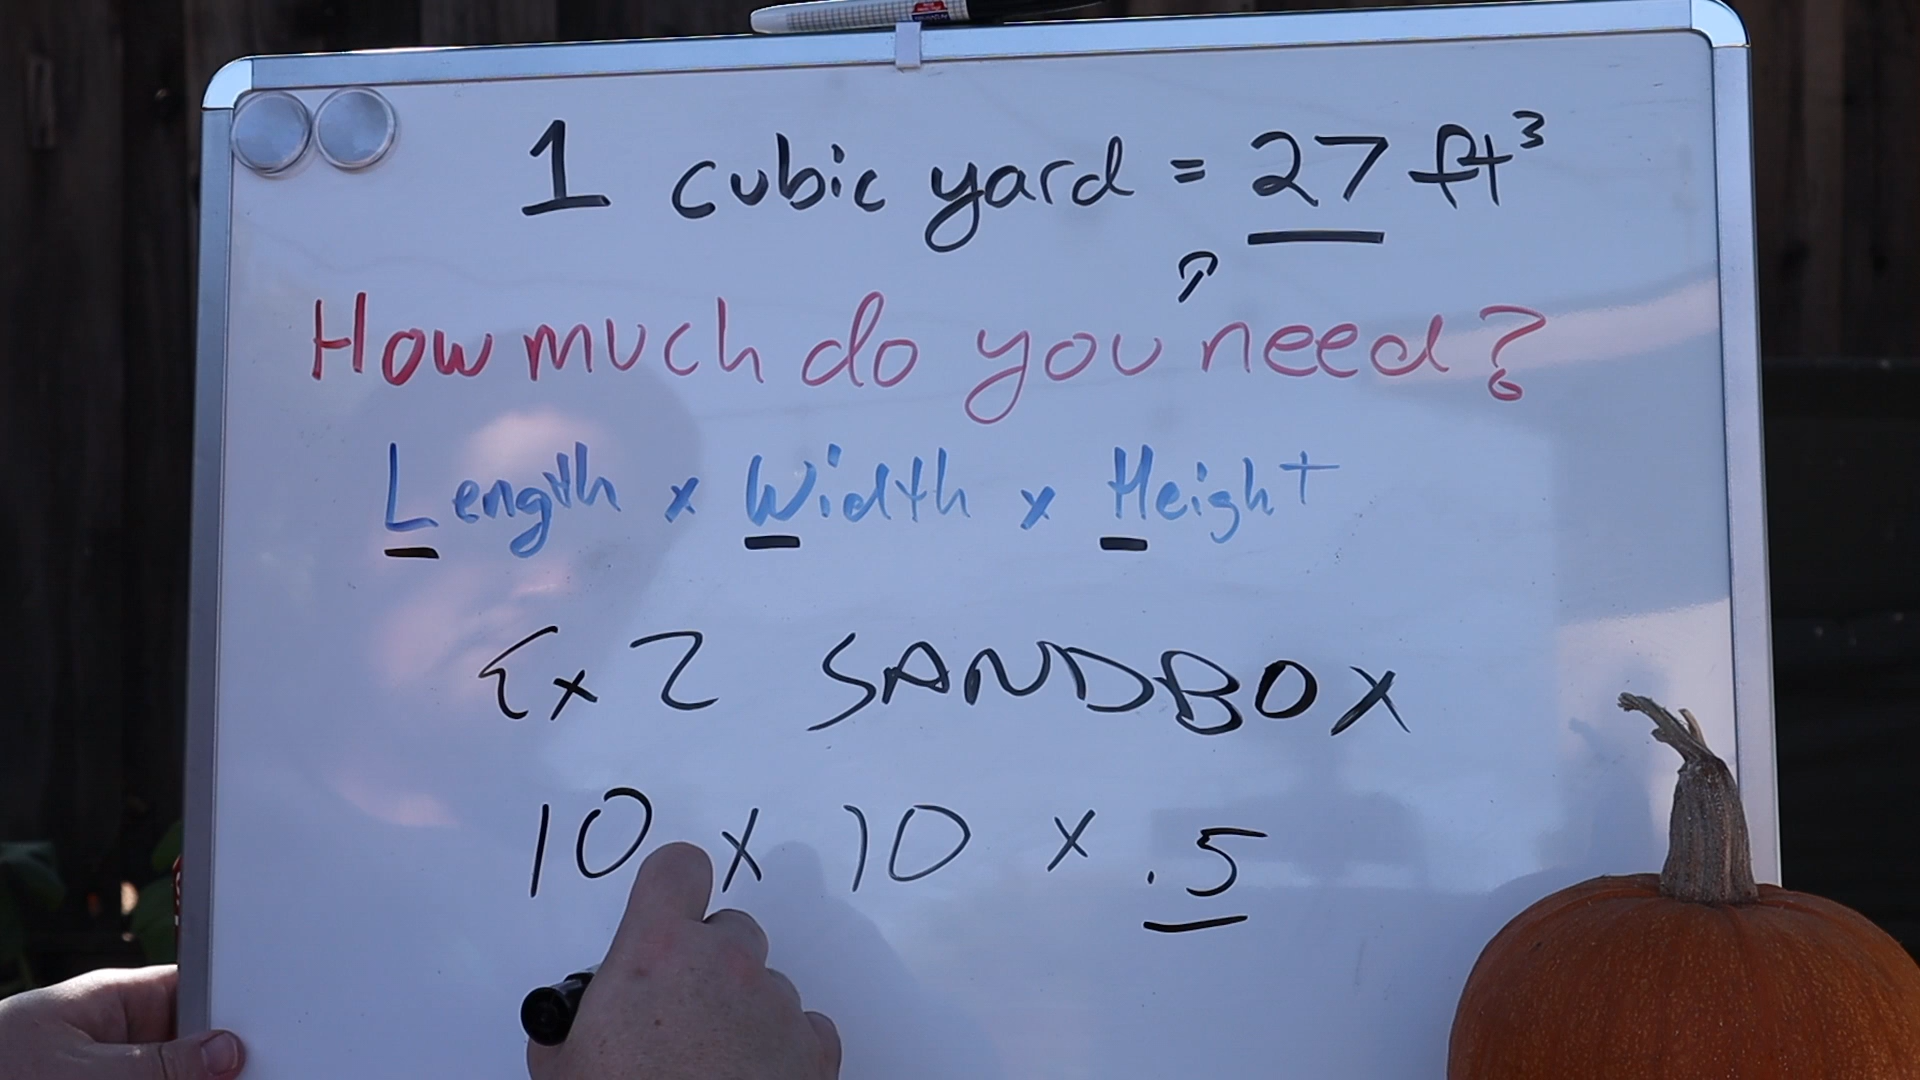 1 cubic yard = 27 ft³
How much do you need?
Length x Width x Height
Ex 2 SANDBOX
10 x 10 x .5